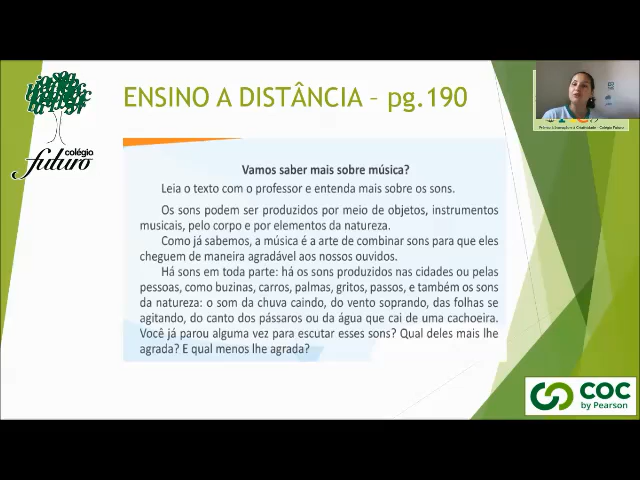 ENSINO A DISTÂNCIA – pg.190
colégio
futuro
Vamos saber mais sobre música?
Leia o texto com o professor e entenda mais sobre os sons.
Os sons podem ser produzidos por meio de objetos, instrumentos
musicais, pelo corpo e por elementos da natureza.
Como já sabemos, a música é a arte de combinar sons para que eles
cheguem de maneira agradável aos nossos ouvidos.
Há sons em toda parte: há os sons produzidos nas cidades ou pelas
pessoas, como buzinas, carros, palmas, gritos, passos, e também os sons
da natureza: o som da chuva caindo, do vento soprando, das folhas se
agitando, do canto dos pássaros ou da água que cai de uma cachoeira.
Você já parou alguma vez para escutar esses sons? Qual deles mais lhe
agrada? E qual menos lhe agrada?
COC
by Pearson